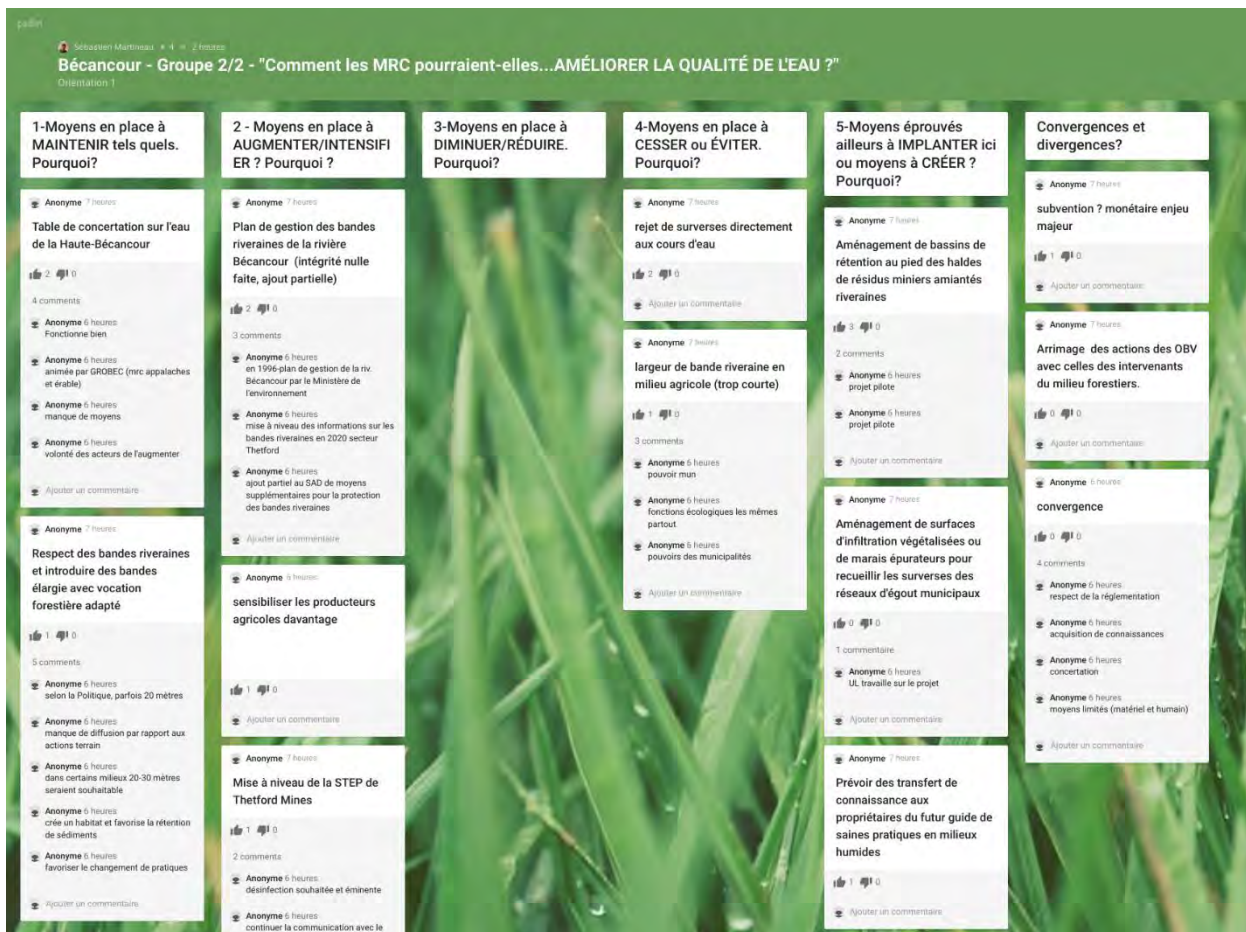 padlet
Sébastien Martineau • 4 • 2 heures
Bécancour - Groupe 2/2 - "Comment les MRC pourraient-elles...AMÉLIORER LA QUALITÉ DE L'EAU ?"
Orientation 1
1-Moyens en place à
MAINTENIR tels quels.
Pourquoi?
Anonyme 7 heures
Table de concertation sur l'eau
de la Haute-Bécancour
2 0
4 comments
Anonyme 6 heures
Fonctionne bien
Anonyme 6 heures
animée par GROBEC (mrc appalaches
et érable)
Anonyme 6 heures
manque de moyens
Anonyme 6 heures
volonté des acteurs de l'augmenter
Ajouter un commentaire
Anonyme 7 heures
Respect des bandes riveraines
et introduire des bandes
élargie avec vocation
forestière adapté
1 0
5 comments
Anonyme 6 heures
selon la Politique, parfois 20 mètres
Anonyme 6 heures
manque de diffusion par rapport aux
actions terrain
Anonyme 6 heures
dans certains milieux 20-30 mètres
seraient souhaitable
Anonyme 6 heures
crée un habitat et favorise la rétention
de sédiments
Anonyme 6 heures
favoriser le changement de pratiques
Ajouter un commentaire
2 - Moyens en place à
AUGMENTER/INTENSIFI
ER ? Pourquoi ?
Anonyme 7 heures
Plan de gestion des bandes
riveraines de la rivière
Bécancour (intégrité nulle
faite, ajout partielle)
2 0
3 comments
Anonyme 6 heures
en 1996-plan de gestion de la riv.
Bécancour par le Ministère de
l'environnement
Anonyme 6 heures
mise à niveau des informations sur les
bandes riveraines en 2020 secteur
Thetford
Anonyme 6 heures
ajout partiel au SAD de moyens
supplémentaires pour la protection
des bandes riveraines
Ajouter un commentaire
Anonyme 6 heures
sensibiliser les producteurs
agricoles davantage
1 0
Ajouter un commentaire
Anonyme 7 heures
Mise à niveau de la STEP de
Thetford Mines
1 0
2 comments
Anonyme 6 heures
désinfection souhaitée et éminente
Anonyme 6 heures
continuer la communication avec le
3-Moyens en place à
DIMINUER/RÉDUIRE.
Pourquoi?
4-Moyens en place à
CESSER ou ÉVITER.
Pourquoi?
Anonyme 7 heures
rejet de surverses directement
aux cours d'eau
2 0
Ajouter un commentaire
Anonyme 7 heures
largeur de bande riveraine en
milieu agricole (trop courte)
1 0
3 comments
Anonyme 6 heures
pouvoir mun
Anonyme 6 heures
fonctions écologiques les mêmes
partout
Anonyme 6 heures
pouvoirs des municipalités
Ajouter un commentaire
5-Moyens éprouvés
ailleurs à IMPLANTER ici
ou moyens à CRÉER ?
Pourquoi?
Anonyme 7 heures
Aménagement de bassins de
rétention au pied des haldes
de résidus miniers amiantés
riveraines
3 0
2 comments
Anonyme 6 heures
projet pilote
Anonyme 6 heures
projet pilote
Ajouter un commentaire
Anonyme 7 heures
Aménagement de surfaces
d'infiltration végétalisées ou
de marais épurateurs pour
recueillir les surverses des
réseaux d'égout municipaux
0 0
1 commentaire
Anonyme 6 heures
UL travaille sur le projet
Ajouter un commentaire
Anonyme 7 heures
Prévoir des transfert de
connaissance aux
propriétaires du futur guide de
saines pratiques en milieux
humides
1 0
Ajouter un commentaire
Convergences et
divergences?
Anonyme 7 heures
subvention ? monétaire enjeu
majeur
1 0
Ajouter un commentaire
Anonyme 7 heures
Arrimage des actions des OBV
avec celles des intervenants
du milieu forestiers.
0 0
Ajouter un commentaire
Anonyme 6 heures
convergence
0 0
4 comments
Anonyme 6 heures
respect de la réglementation
Anonyme 6 heures
acquisition de connaissances
Anonyme 6 heures
concertation
Anonyme 6 heures
moyens limités (matériel et humain)
Ajouter un commentaire